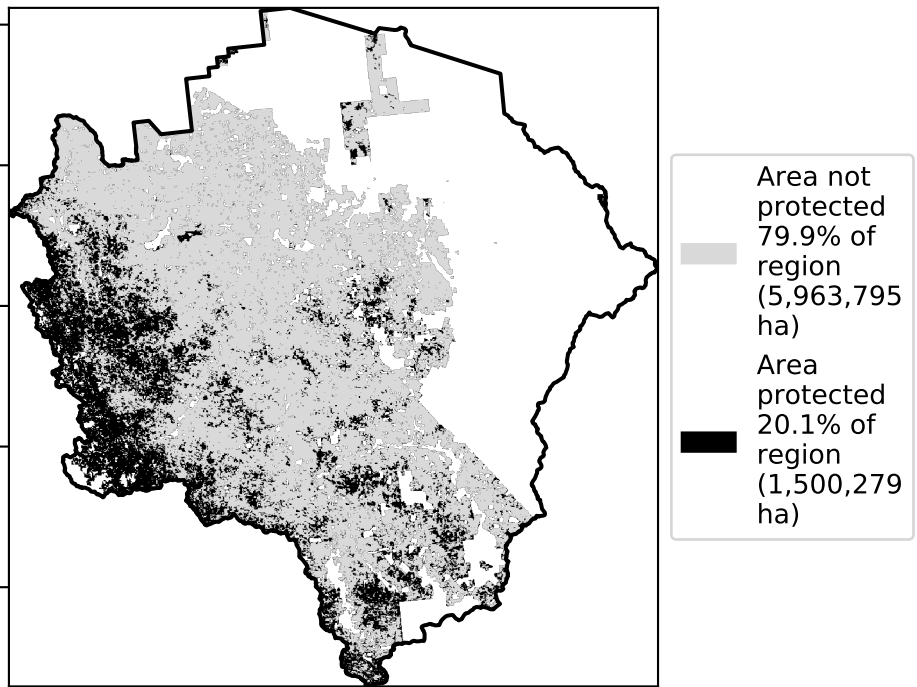 Area not
protected
79.9% of
region
(5,963,795
ha)
Area
protected
20.1% of
region
(1,500,279
ha)